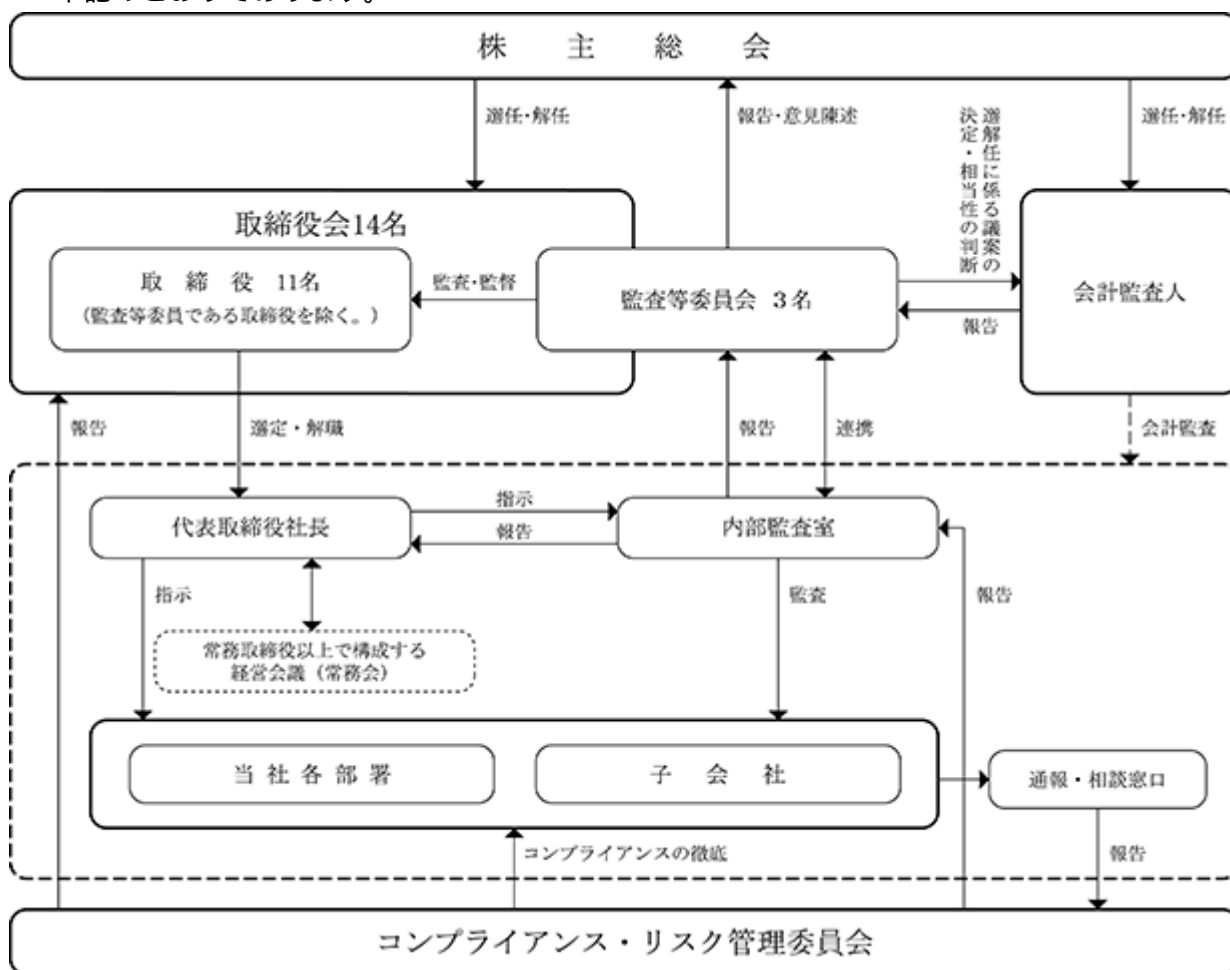 株主総会
選任・解任
報告・意見陳述
選解任に係る議案の
決定・相当性の判断
選任・解任
取締役会14名
取締役 11名
(監査等委員である取締役を除く。)
監査・監督
監査等委員会 3名
報告
会計監査人
報告
選定・解職
報告
連携
会計監査
代表取締役社長
指示
報告
内部監査室
指示
監査
報告
常務取締役以上で構成する
経営会議(常務会)
当社各部署
子会社
通報・相談窓口
コンプライアンスの徹底
報告
コンプライアンス・リスク管理委員会